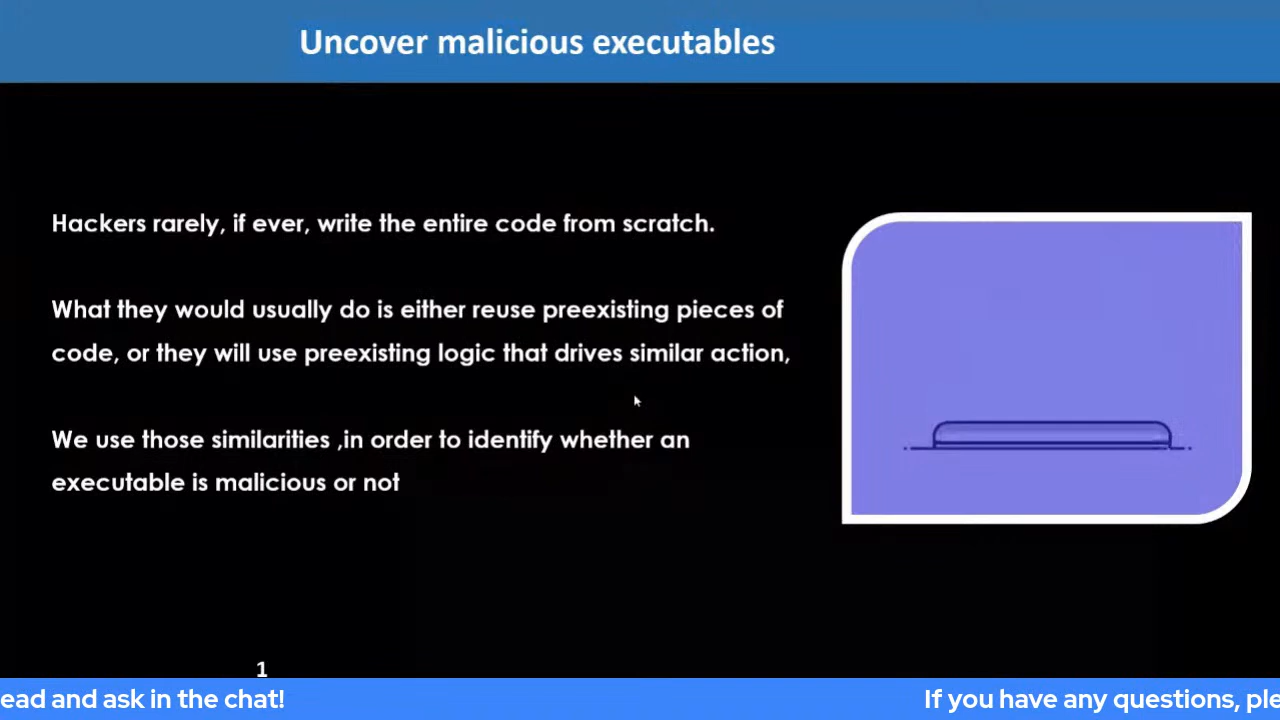 Uncover malicious executables
Hackers rarely, if ever, write the entire code from scratch.
What they would usually do is either reuse preexisting pieces of
code, or they will use preexisting logic that drives similar action,
We use those similarities ,in order to identify whether an
executable is malicious or not
1
ead and ask in the chat!
If you have any questions, ple